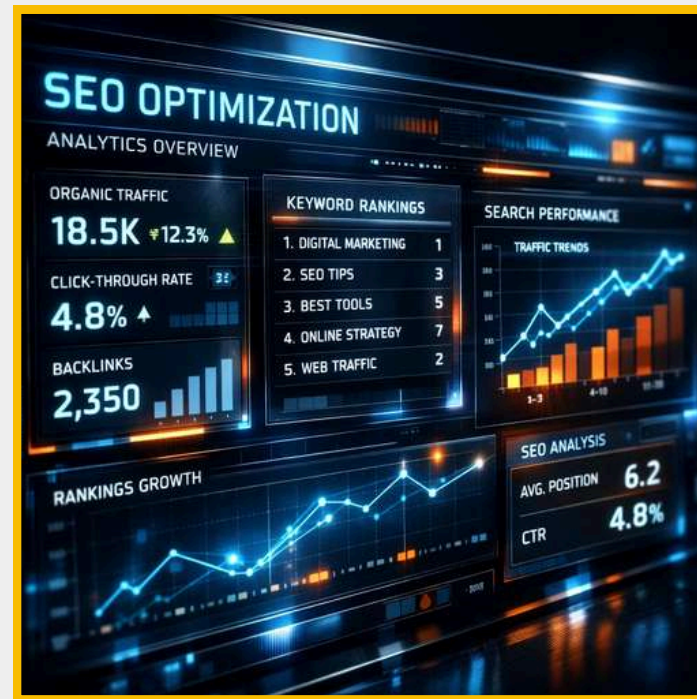 SEO OPTIMIZATION
ANALYTICS OVERVIEW
ORGANIC TRAFFIC
18.5K 12.3%
CLICK-THROUGH RATE
4.8%
BACKLINKS
2,350
KEYWORD RANKINGS
1. DIGITAL MARKETING 1
2. SEO TIPS 3
3. BEST TOOLS 5
4. ONLINE STRATEGY 7
5. WEB TRAFFIC 2
SEARCH PERFORMANCE
TRAFFIC TRENDS
1-3 4-10
RANKINGS GROWTH
SEO ANALYSIS
AVG. POSITION 6.2
CTR 4.8%